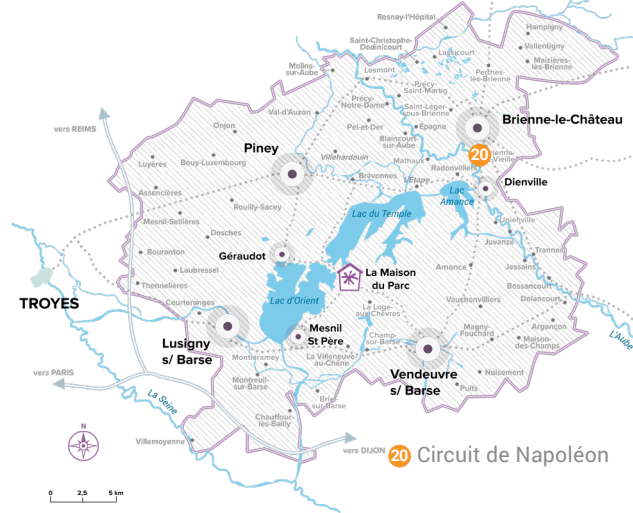 Rosnay-l'Hôpital
Hampigny
Saint-Christophe-
Dodinicourt
Lassicourt
Vallentigny
Maizières-
lès-Brienne
Molins-
sur-Aube
Lesmont
Perthes-
lès-Brienne
Précy-
Saint-Martin
Précy-
Notre-Dame
Saint-Léger-
sous-Brienne
Val-d'Auzon
Brienne-le-Château
vers REIMS
Onjon
Pel-et-Der
Épagne
Blaincourt-
sur-Aube
Piney
20
Villehardouin
Mathaux
Luyères
Bouy-Luxembourg
Radonvilliers
Brévonnes
L'Étape
Dienville
Assencières
Lac
Amance
Rouilly-Sacey
Mesnil-Sellières
Lac du Temple
Unienville
Dosches
Juvanzé
Bouranton
Géraudot
Trannes
Laubressel
La Maison
du Parc
Amance
Jessains
Thennelières
Bossancourt
TROYES
Courteranges
Lac d'Orient
Vauchonvilliers
Dolancourt
La Loge-
aux-Chèvres
Mesnil
St Père
Magny-
Fouchard
Argençon
L'Aube
Lusigny
s/ Barse
Champ-
sur-Barse
Maison-
des-Champs
Montiéramey
La Villeneuve-
au-Chêne
Vendeuvre
s/ Barse
Nuisement
vers PARIS
Montreuil-
sur-Barse
Puits
La Seine
Briel-
sur-Barse
Chauffour-
lès-Bailly
N
Villemoyenne
vers DIJON
20 Circuit de Napoléon
0 2,5 5 km